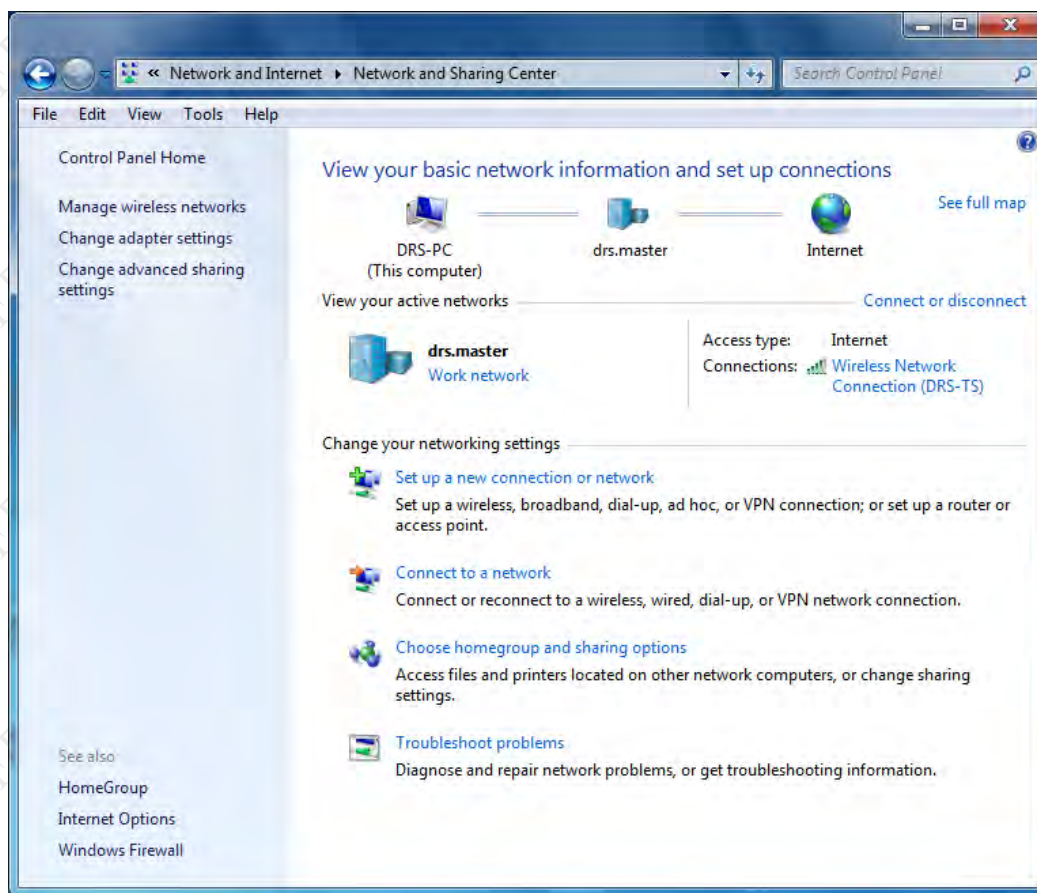 « Network and Internet ▸ Network and Sharing Center
Search Control Panel
File Edit View Tools Help
Control Panel Home
Manage wireless networks
Change adapter settings
Change advanced sharing
settings
View your basic network information and set up connections
See full map
DRS-PC
(This computer)
drs.master
Internet
View your active networks
Connect or disconnect
drs.master
Work network
Access type: Internet
Connections: Wireless Network
Connection (DRS-TS)
Change your networking settings
Set up a new connection or network
Set up a wireless, broadband, dial-up, ad hoc, or VPN connection; or set up a router or
access point.
Connect to a network
Connect or reconnect to a wireless, wired, dial-up, or VPN network connection.
Choose homegroup and sharing options
Access files and printers located on other network computers, or change sharing
settings.
Troubleshoot problems
Diagnose and repair network problems, or get troubleshooting information.
See also
HomeGroup
Internet Options
Windows Firewall